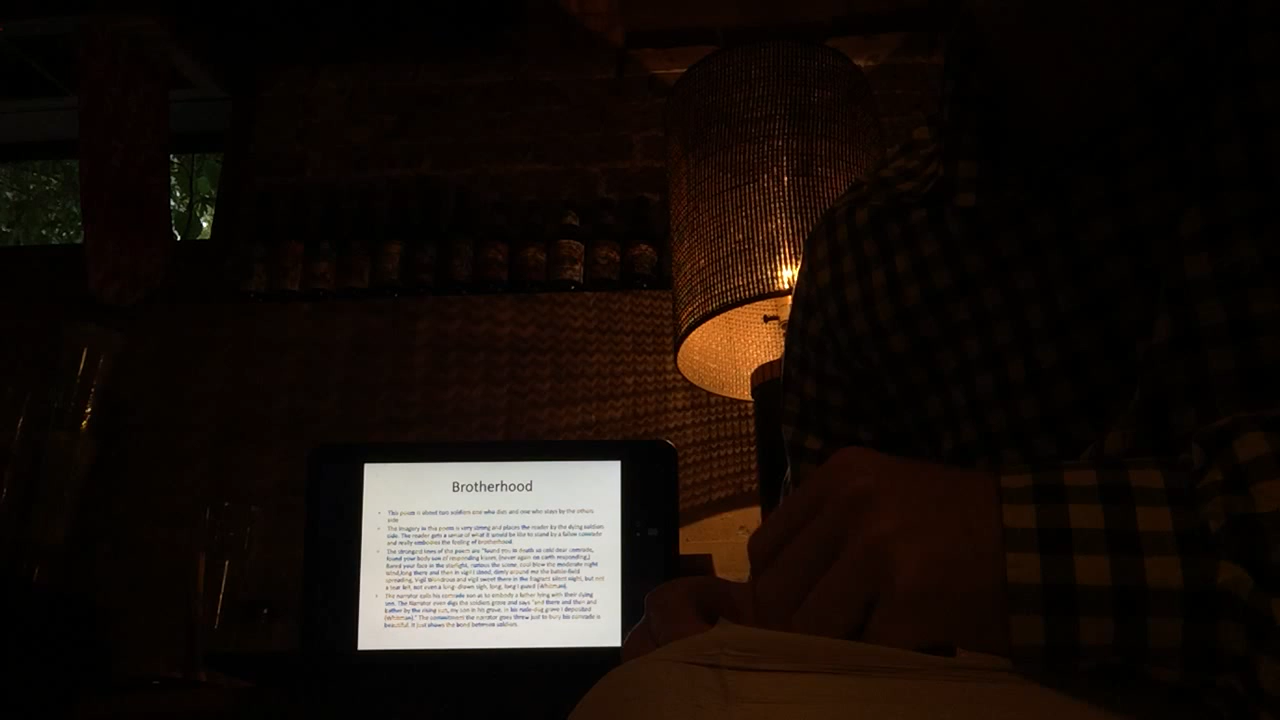 Brotherhood
• This poem is about two soldiers one who dies and one who stays by the others
side
• The imagery in this poem is very strong and places the reader by the dying soldiers
side. The reader gets a sense of what it would be like to stand by a fallen comrade
and really embodies the feeling of brotherhood.
• The strongest lines of the poem are "found you in death so cold dear comrade,
found your body son of responding kisses, (never again on earth responding,)
Bared your face in the starlight, curious the scene, cool blew the moderate night
wind,long there and then in vigil I stood, dimly around me the battle-field
spreading, Vigil Wondrous and vigil sweet there in the fragrant silent night, but not
a tear fell, not even a long-drawn sigh, long, long I gazed (Whitman).
• The narrator calls his comrade son as to embody a father lying with their dying
son. The Narrator even digs the soldiers grave and says "and there and then and
bather by the rising sun, my son in his grave, in his rude-dug grave I deposited
(Whitman)." The commitment the narrator goes threw just to bury his comrade is
beautiful. It just shows the bond between soldiers.